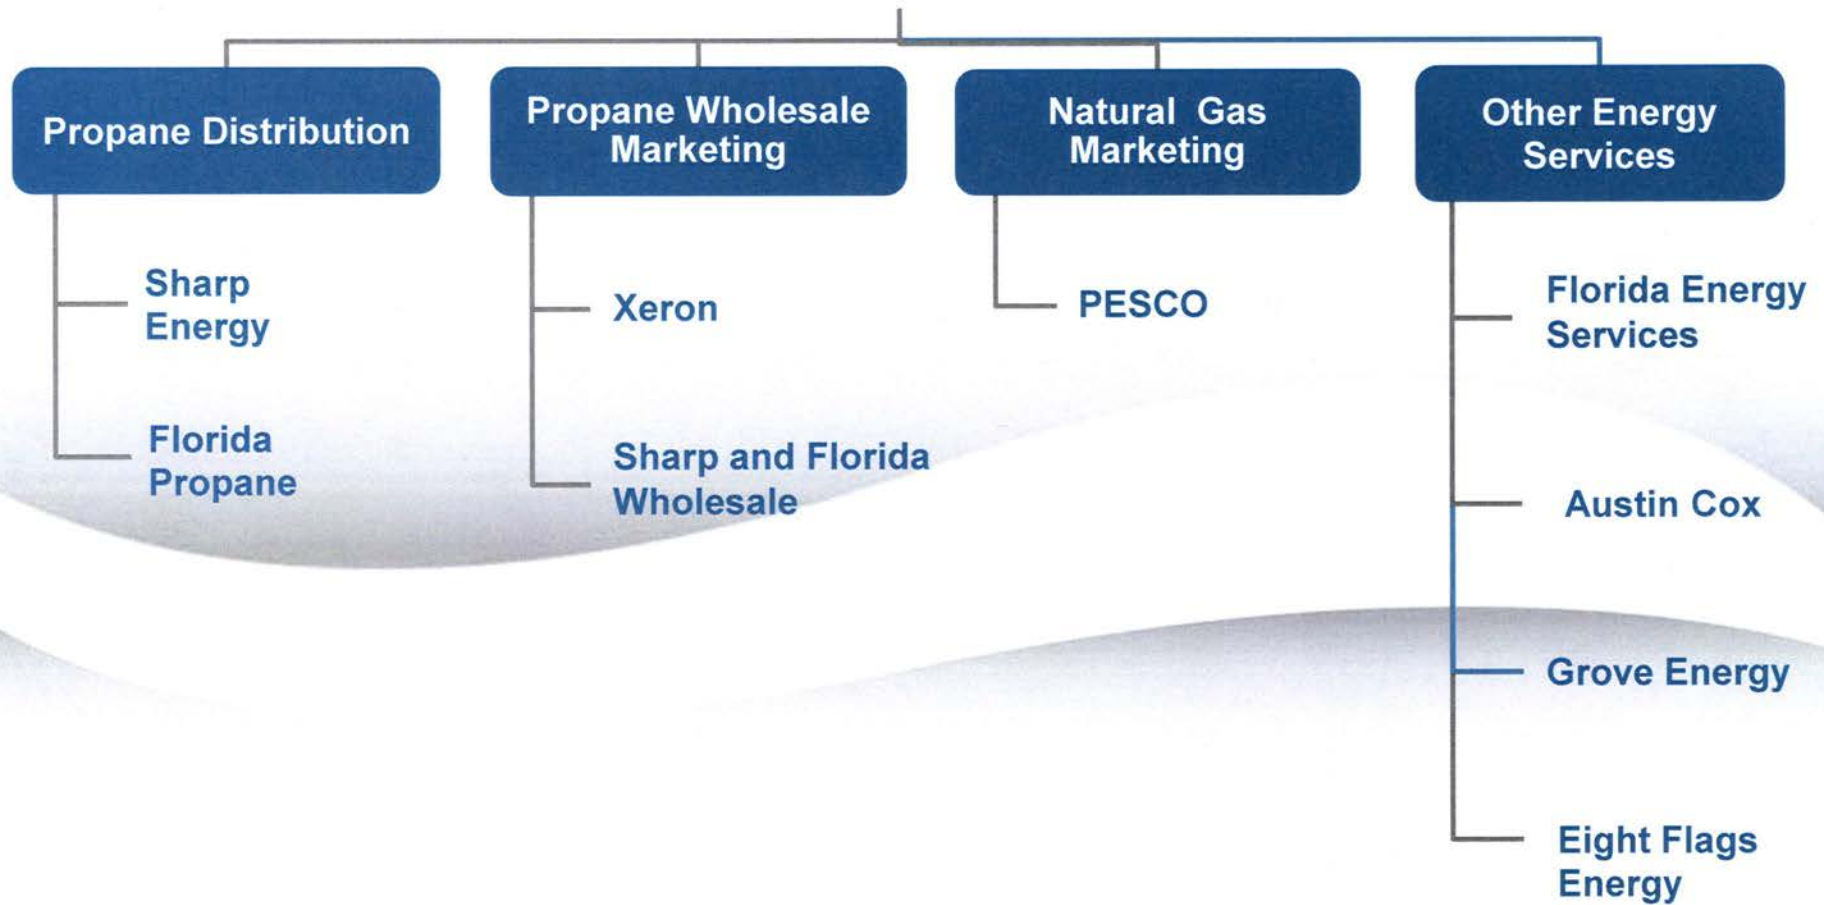 Propane Distribution
Propane Wholesale
Marketing
Natural Gas
Marketing
Other Energy
Services
Sharp
Energy
Florida
Propane
Xeron
Sharp and Florida
Wholesale
PESCO
Florida Energy
Services
Austin Cox
Grove Energy
Eight Flags
Energy